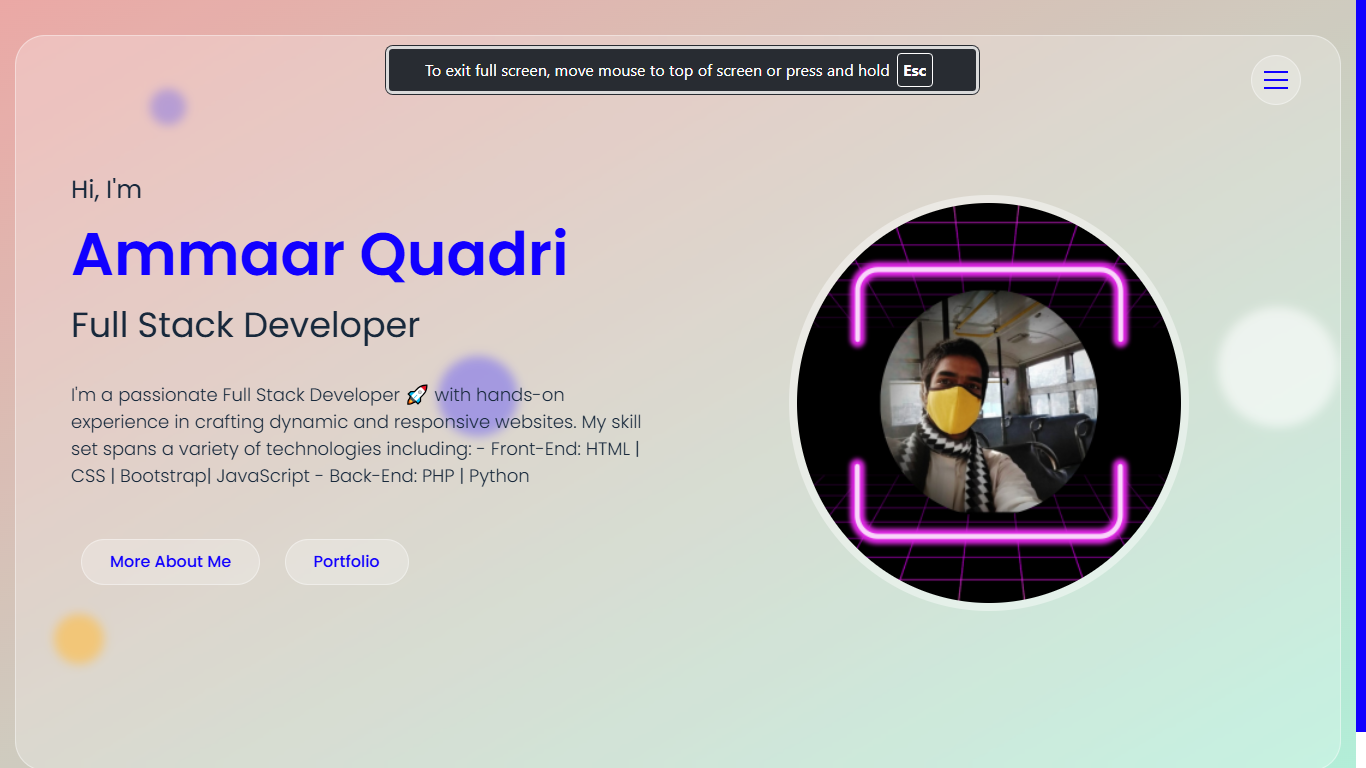 To exit full screen, move mouse to top of screen or press and hold Esc
Hi, I'm
Ammaar Quadri
Full Stack Developer
I'm a passionate Full Stack Developer 🚀 with hands-on
experience in crafting dynamic and responsive websites. My skill
set spans a variety of technologies including: - Front-End: HTML |
CSS | Bootstrap| JavaScript - Back-End: PHP | Python
More About Me
Portfolio